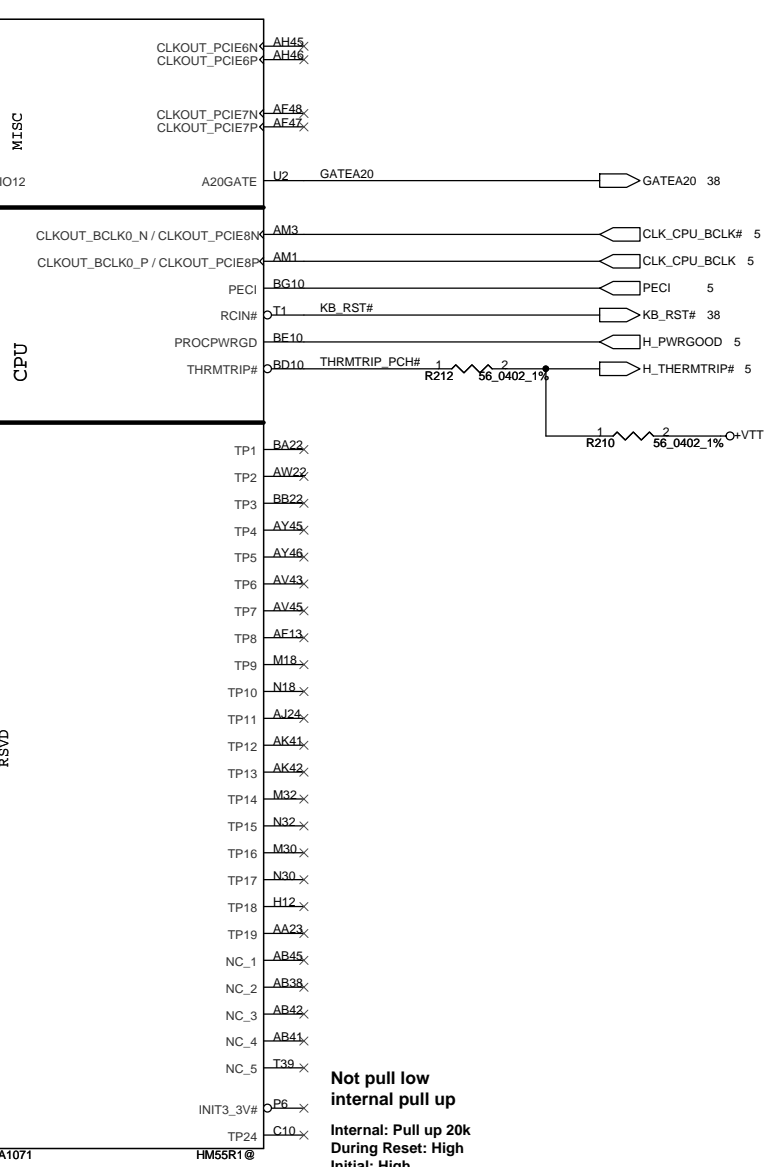 CLKOUT_PCIE6N AH45
CLKOUT_PCIE6P AH46
MISC
CLKOUT_PCIE7N AF48
CLKOUT_PCIE7P AF47
IO12 A20GATE U2 GATEA20 GATEA20 38
CPU
CLKOUT_BCLK0_N / CLKOUT_PCIE8N AM3 CLK_CPU_BCLK# 5
CLKOUT_BCLK0_P / CLKOUT_PCIE8P AM1 CLK_CPU_BCLK 5
PECI BG10 PECI 5
RCIN# T1 KB_RST# KB_RST# 38
PROCPWRGD BE10 H_PWRGOOD 5
THRMTRIP# BD10 THRMTRIP_PCH# 1 2 H_THERMTRIP# 5
R212 56_0402_1%
1 2 +VTT
R210 56_0402_1%
TP1 BA22
TP2 AW22
TP3 BB22
TP4 AY45
TP5 AY46
TP6 AV43
TP7 AV45
TP8 AF13
TP9 M18
TP10 N18
TP11 AJ24
TP12 AK41
RSVD
TP13 AK42
TP14 M32
TP15 N32
TP16 M30
TP17 N30
TP18 H12
TP19 AA23
NC_1 AB45
NC_2 AB38
NC_3 AB42
NC_4 AB41
NC_5 T39
INIT3_3V# P6
TP24 C10
Not pull low
internal pull up
Internal: Pull up 20k
During Reset: High
Initial: High
A1071 HM55R1@